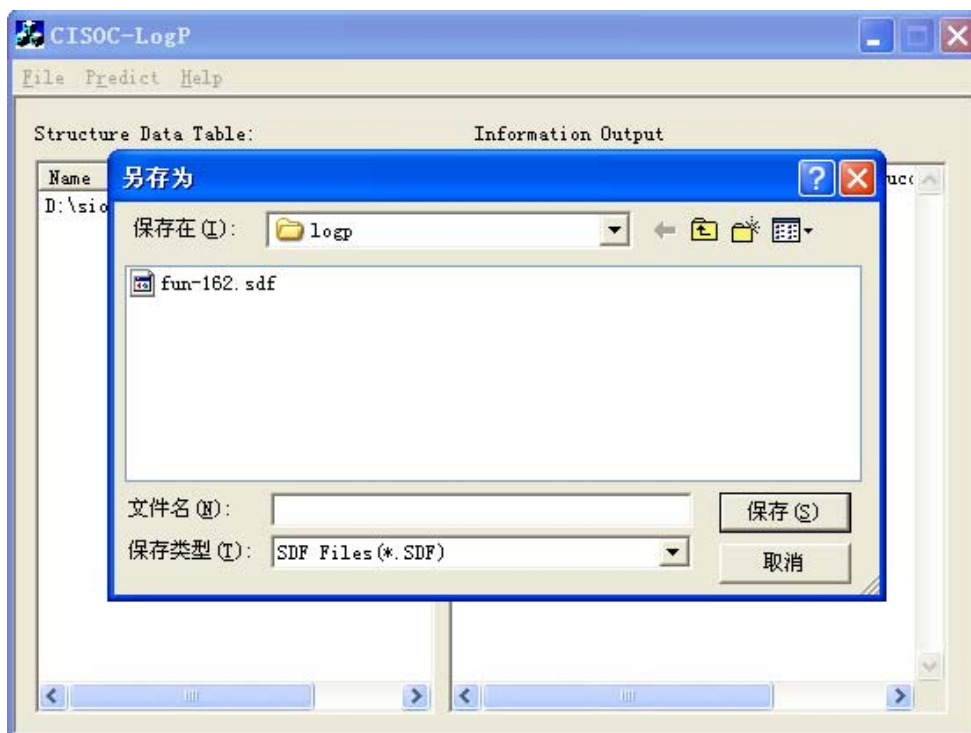 CISOC-LogP
File Predict Help
Structure Data Table:
Information Output
Name
D:\sio
另存为
保存在(I):
logp
fun-162.sdf
文件名(N):
保存(S)
保存类型(T):
SDF Files(*.SDF)
取消